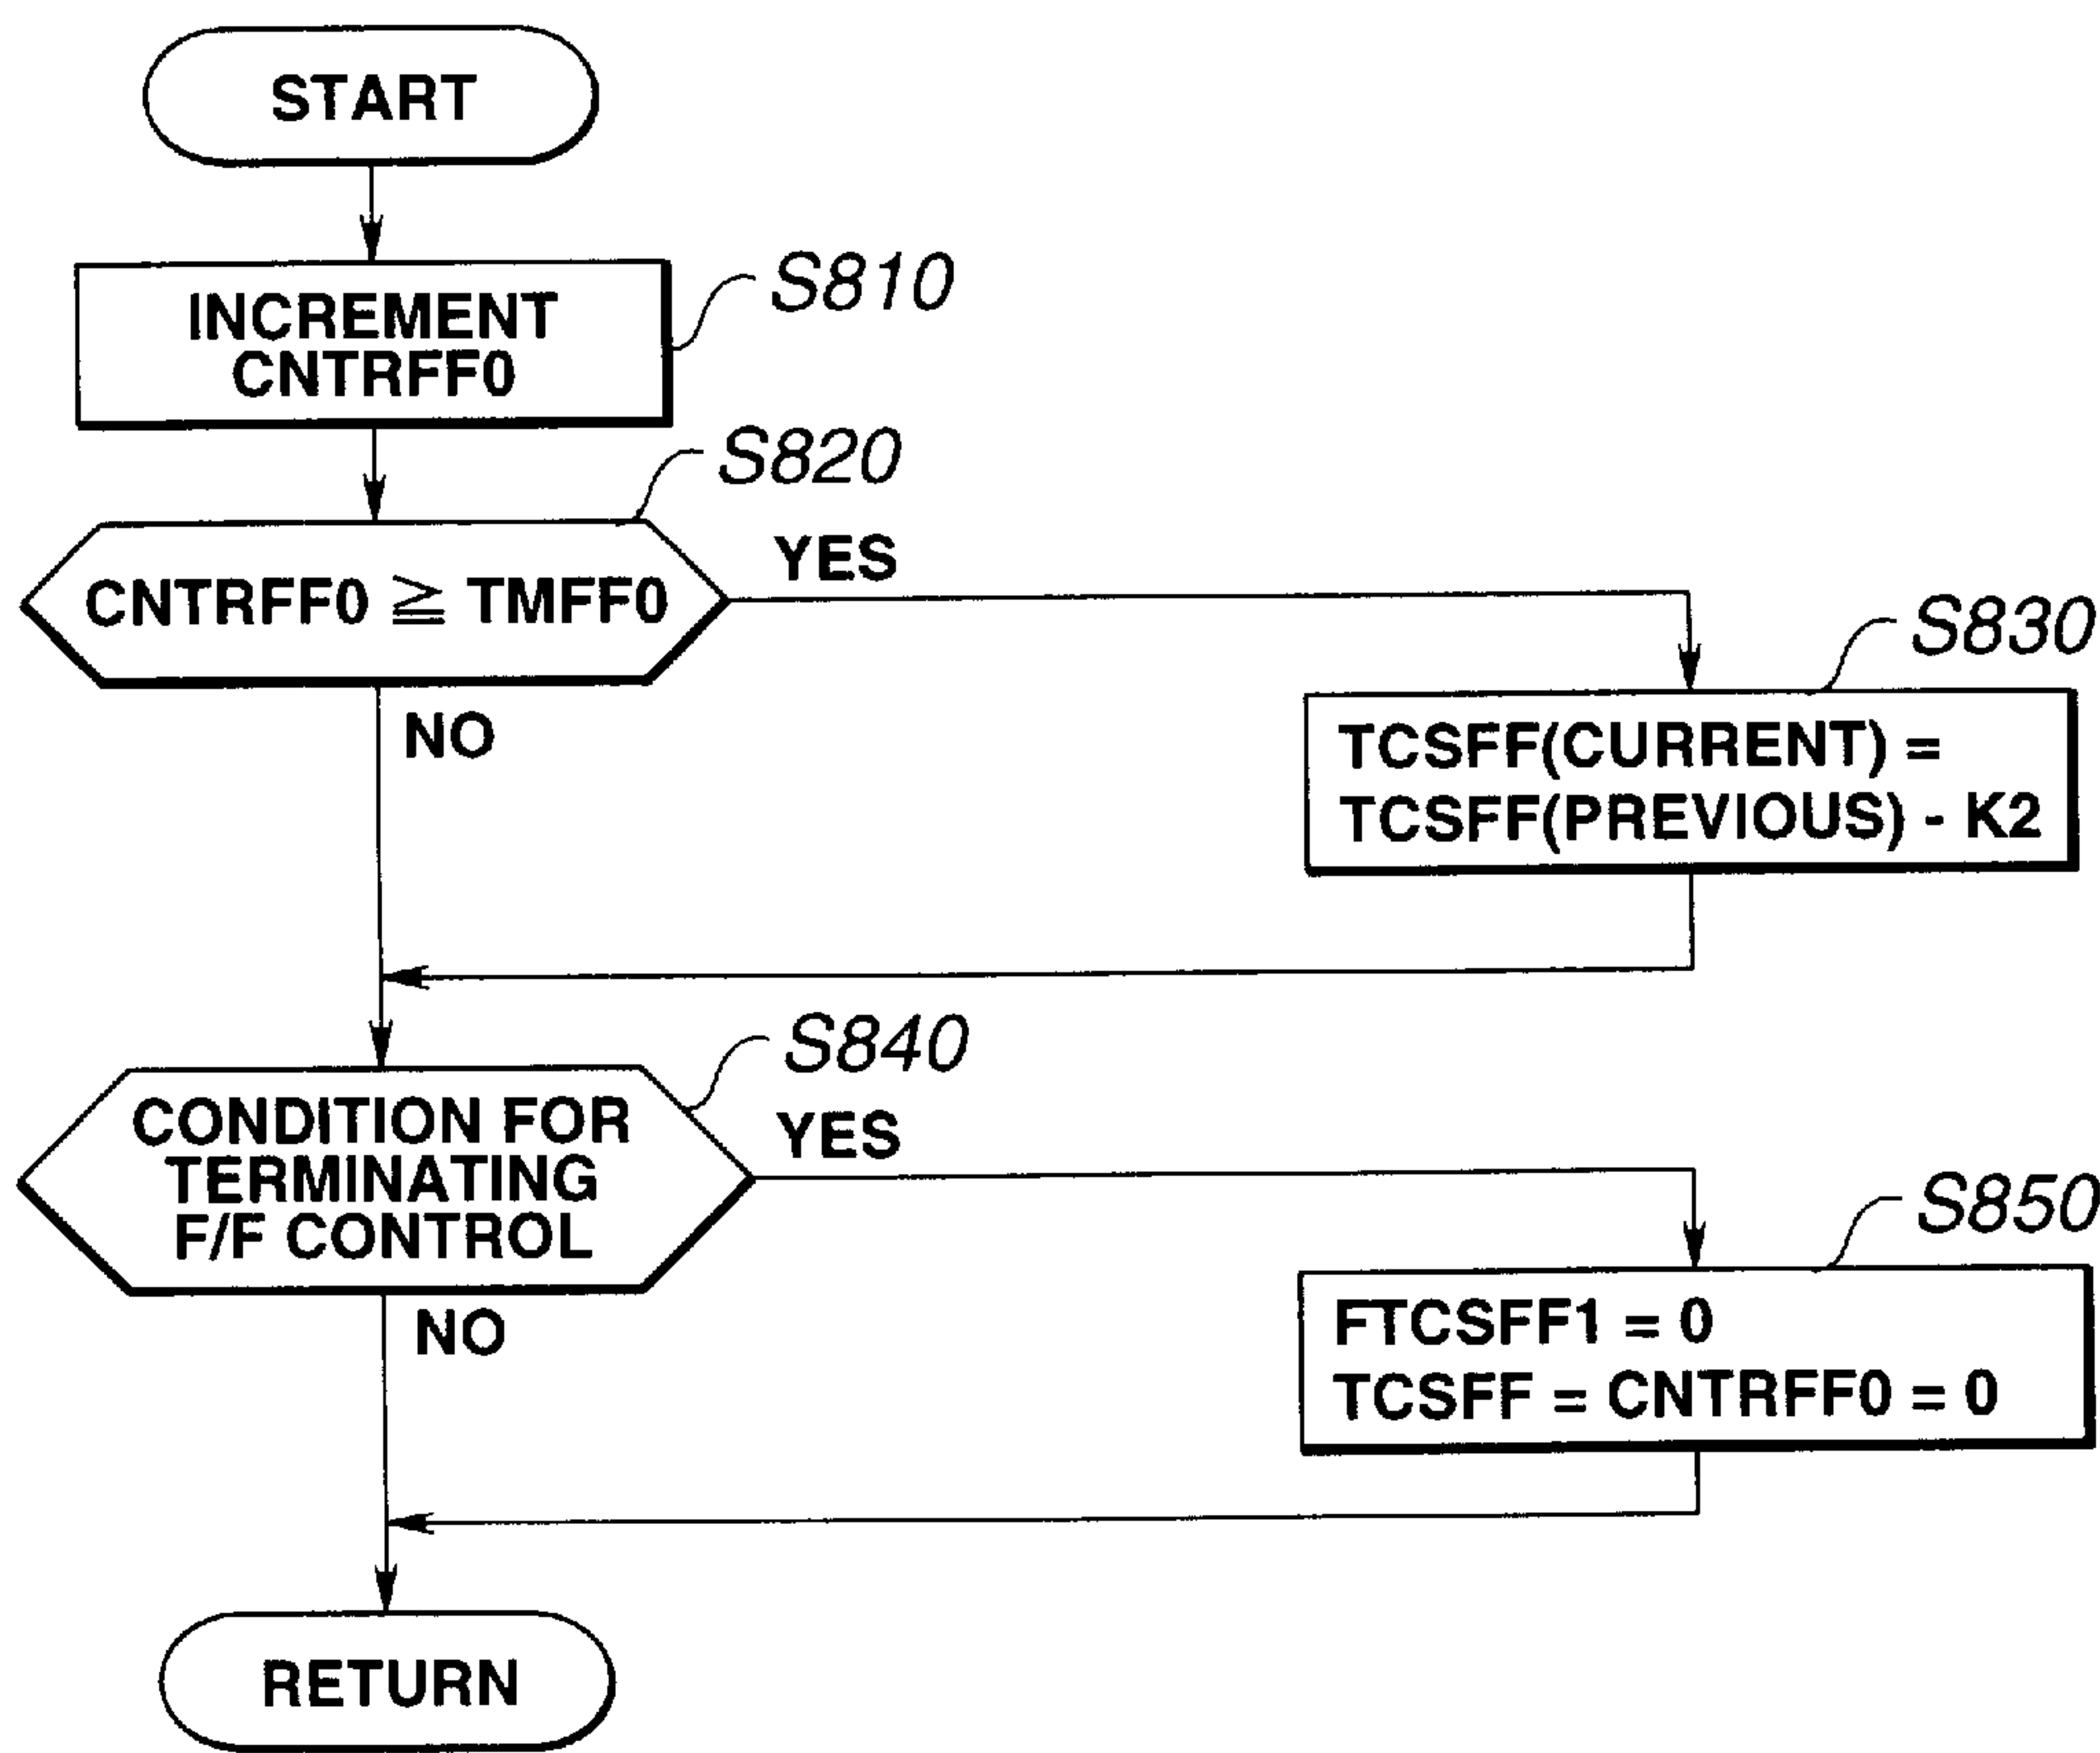 START
INCREMENT
CNTRFF0
S810
S820
CNTRFF0 ≧ TMFF0
YES
NO
S830
TCSFF(CURRENT) =
TCSFF(PREVIOUS) - K2
S840
CONDITION FOR
TERMINATING
F/F CONTROL
YES
NO
S850
FTCSFF1 = 0
TCSFF = CNTRFF0 = 0
RETURN